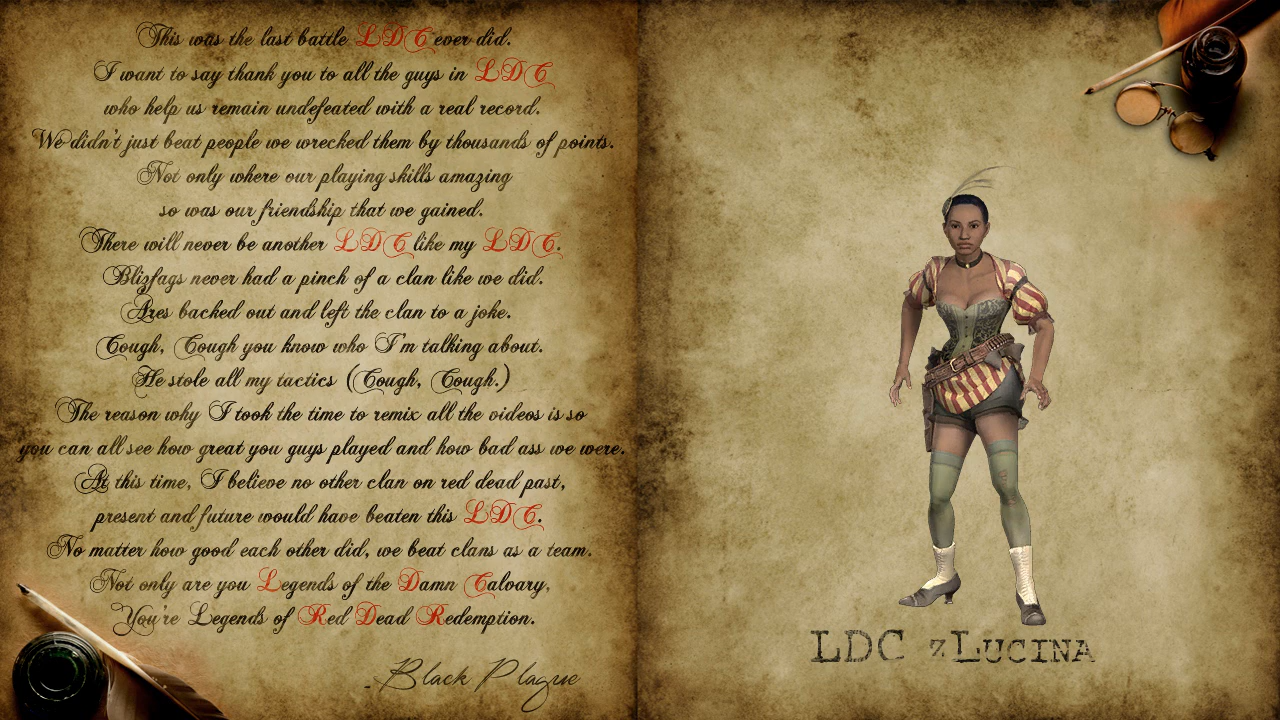 This was the last battle LDC ever did.
I want to say thank you to all the guys in LDC
who help us remain undefeated with a real record.
We didn't just beat people we wrecked them by thousands of points.
Not only where our playing skills amazing
so was our friendship that we gained.
There will never be another LDC like my LDC.
Blizfags never had a pinch of a clan like we did.
Ares backed out and left the clan to a joke.
Cough, Cough you know who I'm talking about.
He stole all my tactics (Cough, Cough.)
The reason why I took the time to remix all the videos is so
you can all see how great you guys played and how bad ass we were.
At this time, I believe no other clan on red dead past,
present and future would have beaten this LDC.
No matter how good each other did, we beat clans as a team.
Not only are you Legends of the Damn Calvary,
You're Legends of Red Dead Redemption.
-Black Plague
LDC zLucina